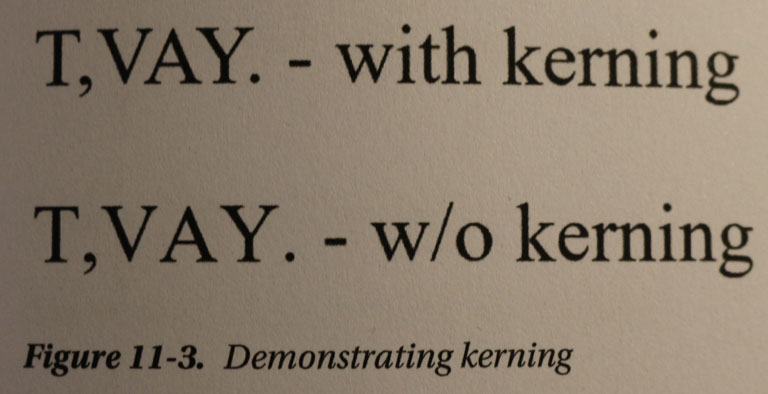 T,VAY. - with kerning
T,VAY. - w/o kerning
Figure 11-3. Demonstrating kerning